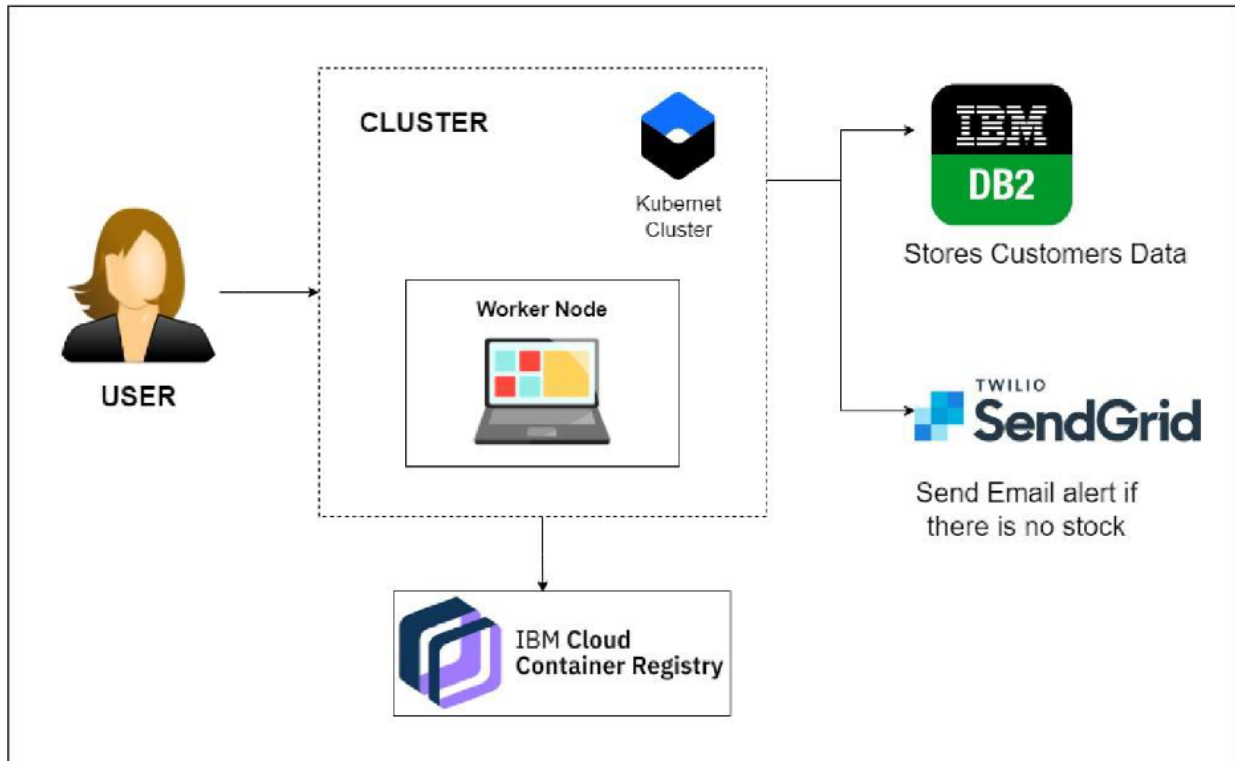 CLUSTER
Kubernet
Cluster
Worker Node
USER
IBM
DB2
Stores Customers Data
TWILIO
SendGrid
Send Email alert if
there is no stock
IBM Cloud
Container Registry